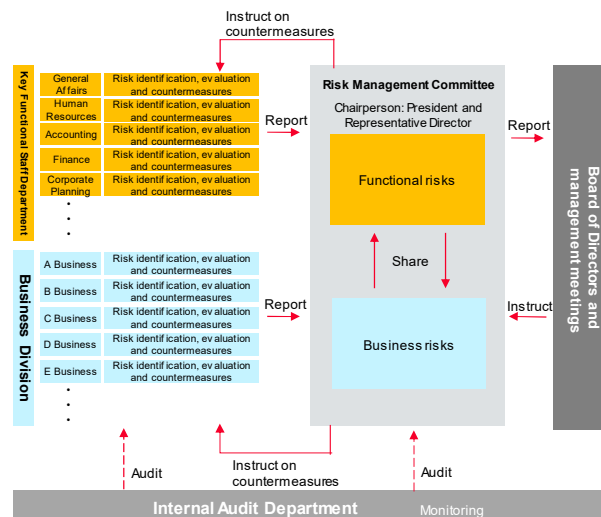 Instruct on
countermeasures
Key Functional Staff Department
General
Affairs
Risk identification, evaluation
and countermeasures
Human
Resources
Risk identification, evaluation
and countermeasures
Accounting
Risk identification, evaluation
and countermeasures
Finance
Risk identification, evaluation
and countermeasures
Corporate
Planning
Risk identification, evaluation
and countermeasures
Report
Risk Management Committee
Chairperson: President and
Representative Director
Functional risks
Share
Business risks
Report
Instruct
Board of Directors and
management meetings
Business Division
A Business
Risk identification, evaluation
and countermeasures
B Business
Risk identification, evaluation
and countermeasures
C Business
Risk identification, evaluation
and countermeasures
D Business
Risk identification, evaluation
and countermeasures
E Business
Risk identification, evaluation
and countermeasures
Report
Audit
Instruct on
countermeasures
Audit
Internal Audit Department
Monitoring